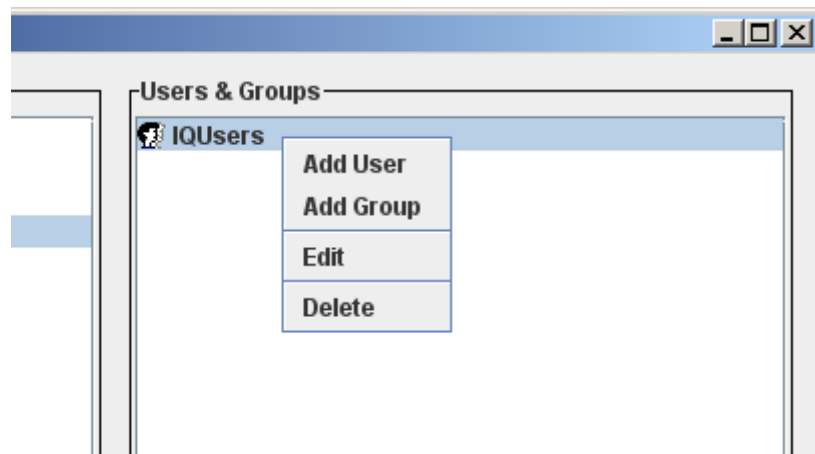 Users & Groups
IQUsers
Add User
Add Group
Edit
Delete